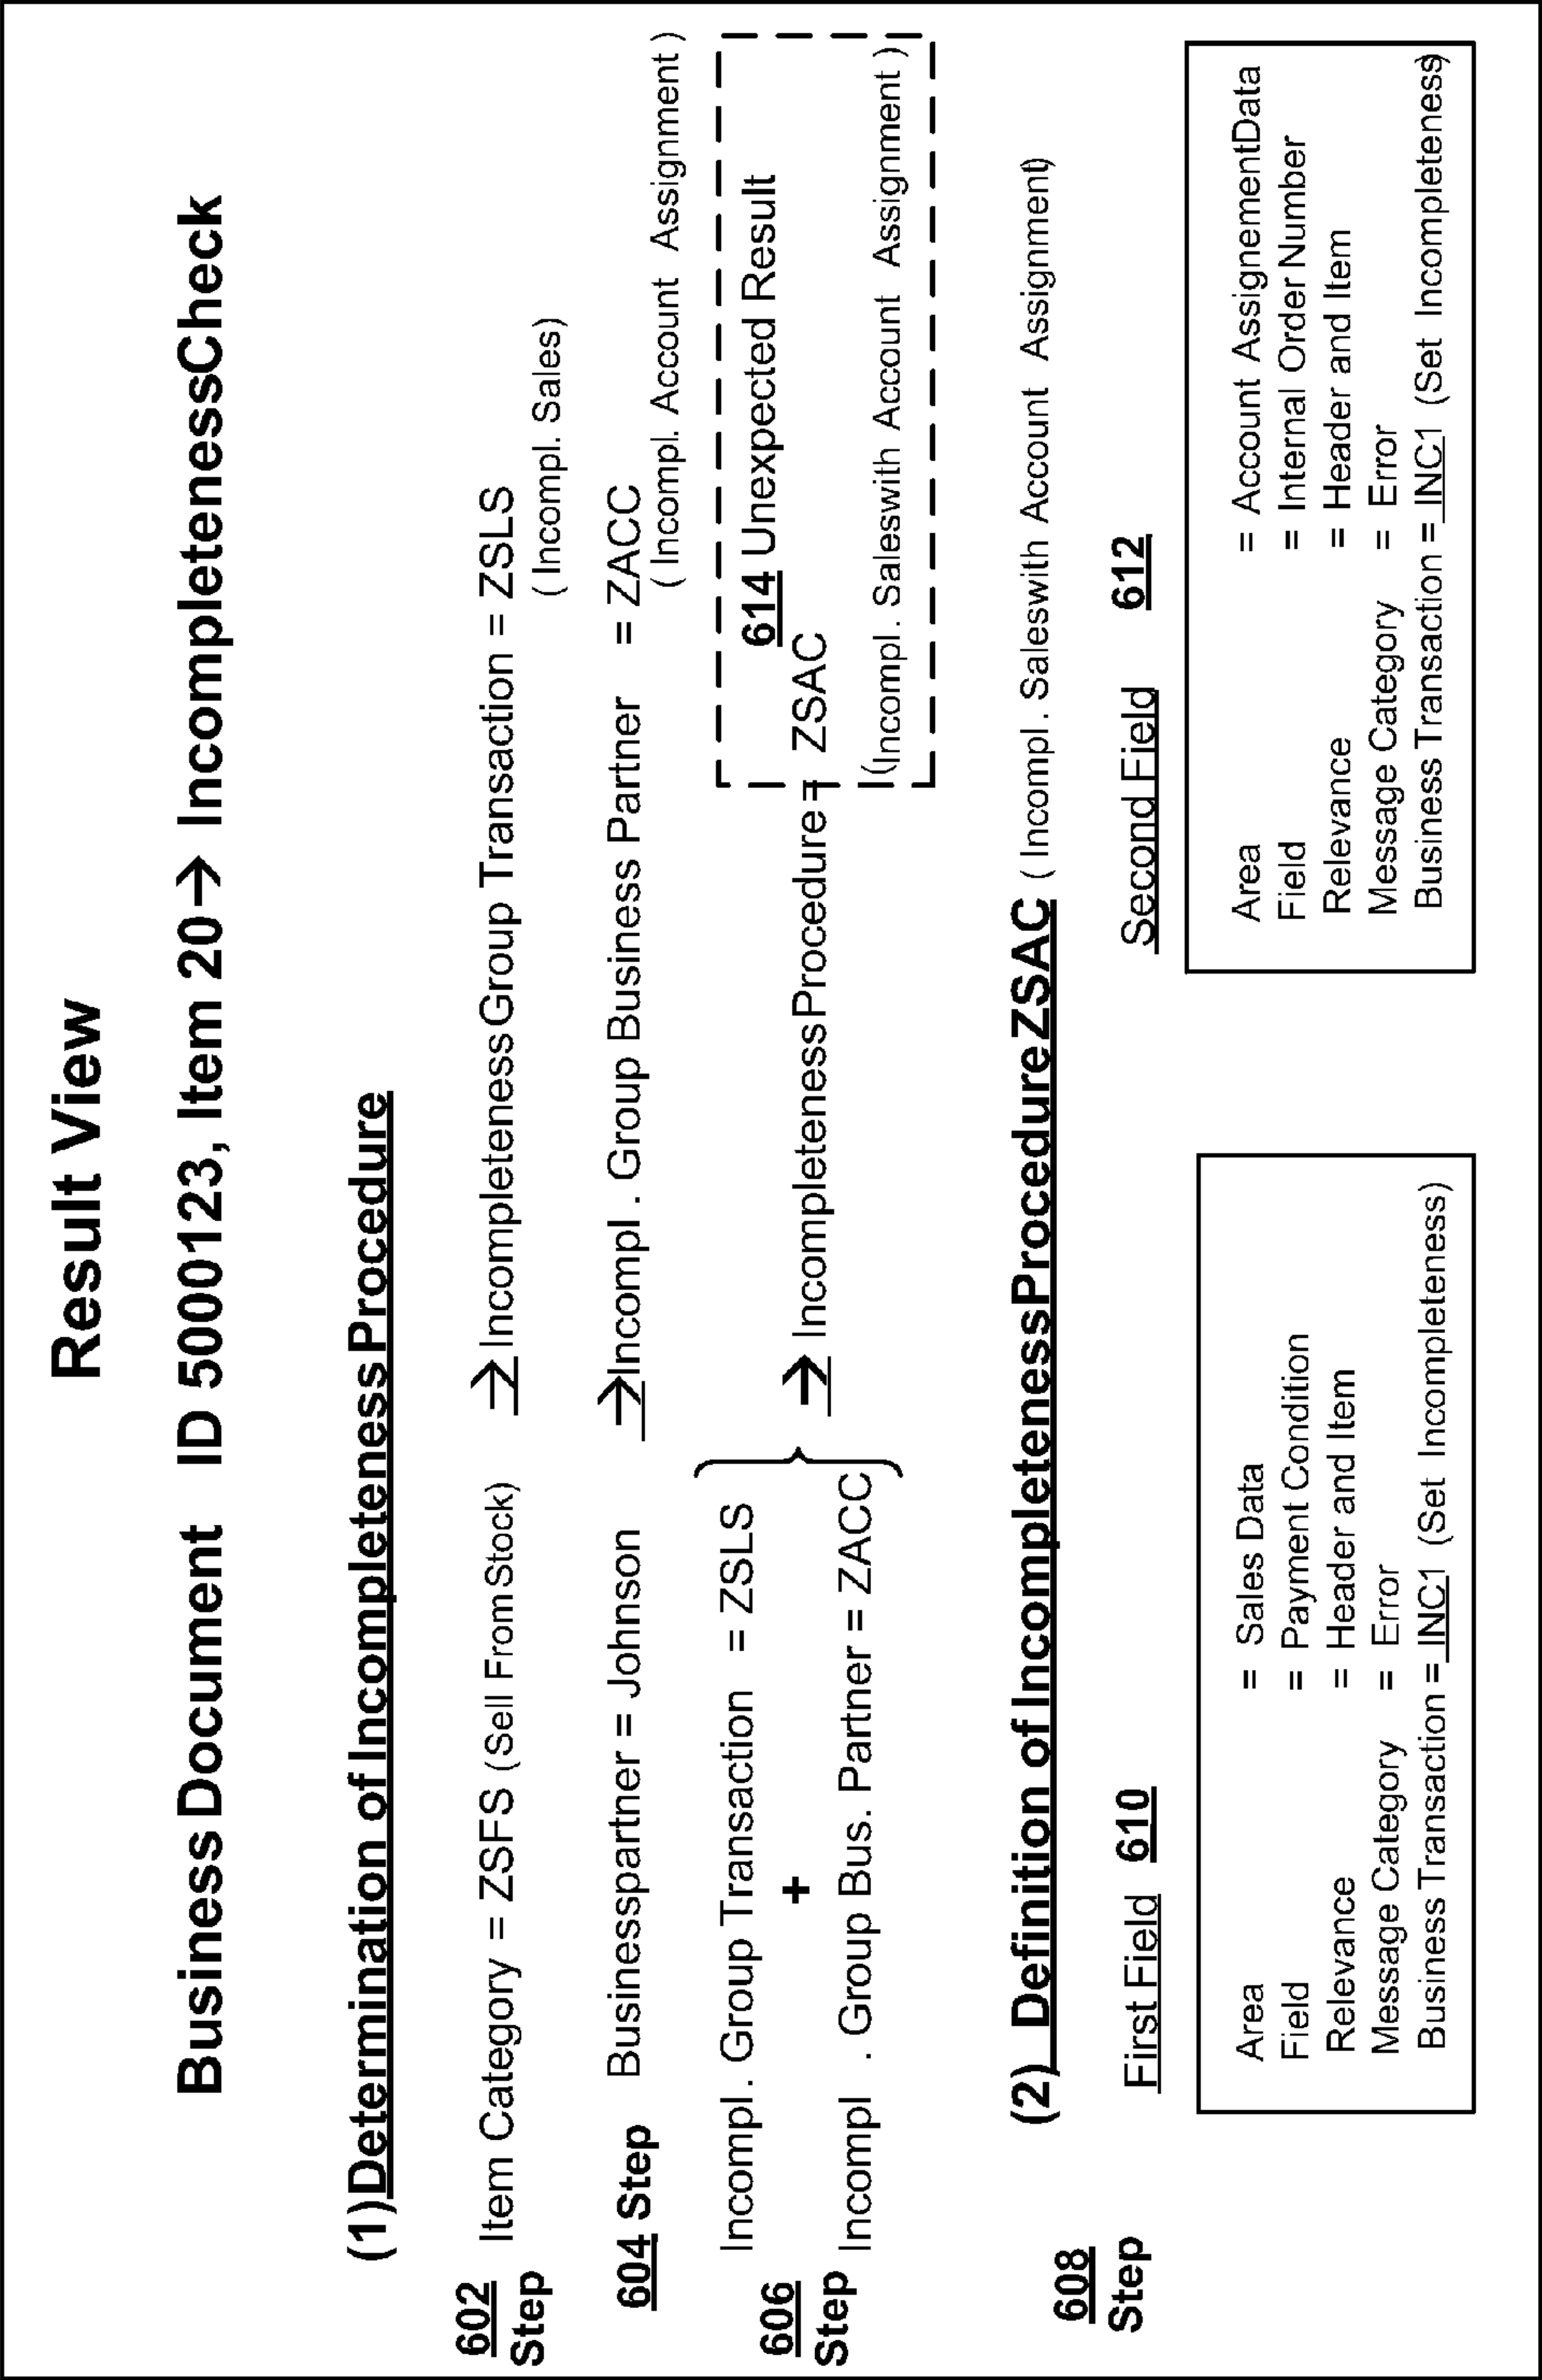 Result View
Business Document ID 5000123, Item 20→ IncompletenessCheck
(1)Determination of Incompleteness Procedure
602 Step Item Category = ZSFS (Sell From Stock) →Incompleteness Group Transaction = ZSLS
(Incompl. Sales)
604 Step Businesspartner = Johnson →Incompl. Group Business Partner = ZACC
(Incompl. Account Assignment)
606 Step
Incompl. Group Transaction = ZSLS
+
Incompl. Group Bus. Partner = ZACC
→ Incompleteness Procedure = ZSAC
614 Unexpected Result
(Incompl. Saleswith Account Assignment)
608 Step
(2) Definition of Incompleteness Procedure ZSAC (Incompl. Saleswith Account Assignment)
First Field 610
Area = Sales Data
Field = Payment Condition
Relevance = Header and Item
Message Category = Error
Business Transaction = INC1 (Set Incompleteness)
Second Field 612
Area = Account AssignementData
Field = Internal Order Number
Relevance = Header and Item
Message Category = Error
Business Transaction = INC1 (Set Incompleteness)